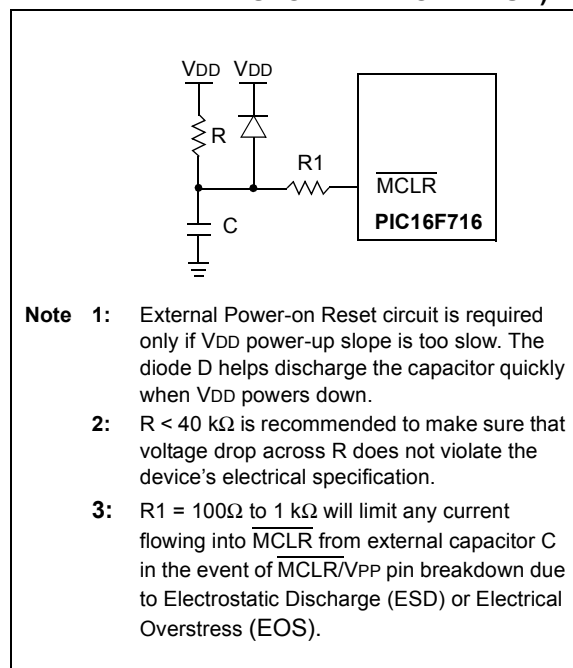 VDD VDD
R
R1
MCLR
C
PIC16F716
Note 1: External Power-on Reset circuit is required
only if VDD power-up slope is too slow. The
diode D helps discharge the capacitor quickly
when VDD powers down.
2: R < 40 kΩ is recommended to make sure that
voltage drop across R does not violate the
device's electrical specification.
3: R1 = 100Ω to 1 kΩ will limit any current
flowing into MCLR from external capacitor C
in the event of MCLR/VPP pin breakdown due
to Electrostatic Discharge (ESD) or Electrical
Overstress (EOS).